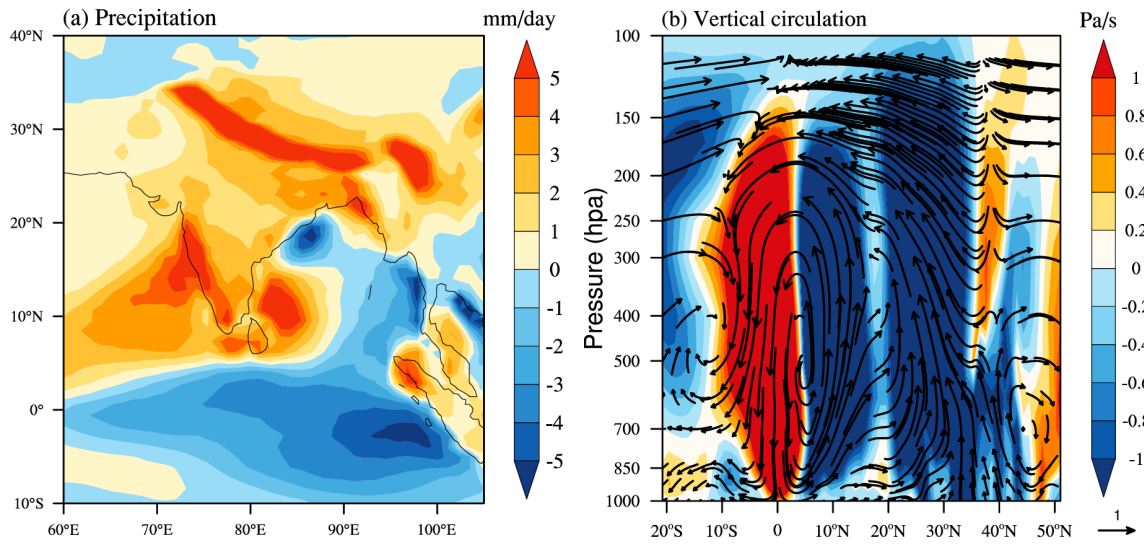 (a) Precipitation
mm/day
40°N
30°N
20°N
10°N
0°
10°S
60°E
70°E
80°E
90°E
100°E
5
4
3
2
1
0
-1
-2
-3
-4
-5
(b) Vertical circulation
Pa/s
Pressure (hpa)
100
150
200
250
300
400
500
700
850
1000
20°S
10°S
0
10°N
20°N
30°N
40°N
50°N
1
0.8
0.6
0.4
0.2
0
-0.2
-0.4
-0.6
-0.8
-1
1